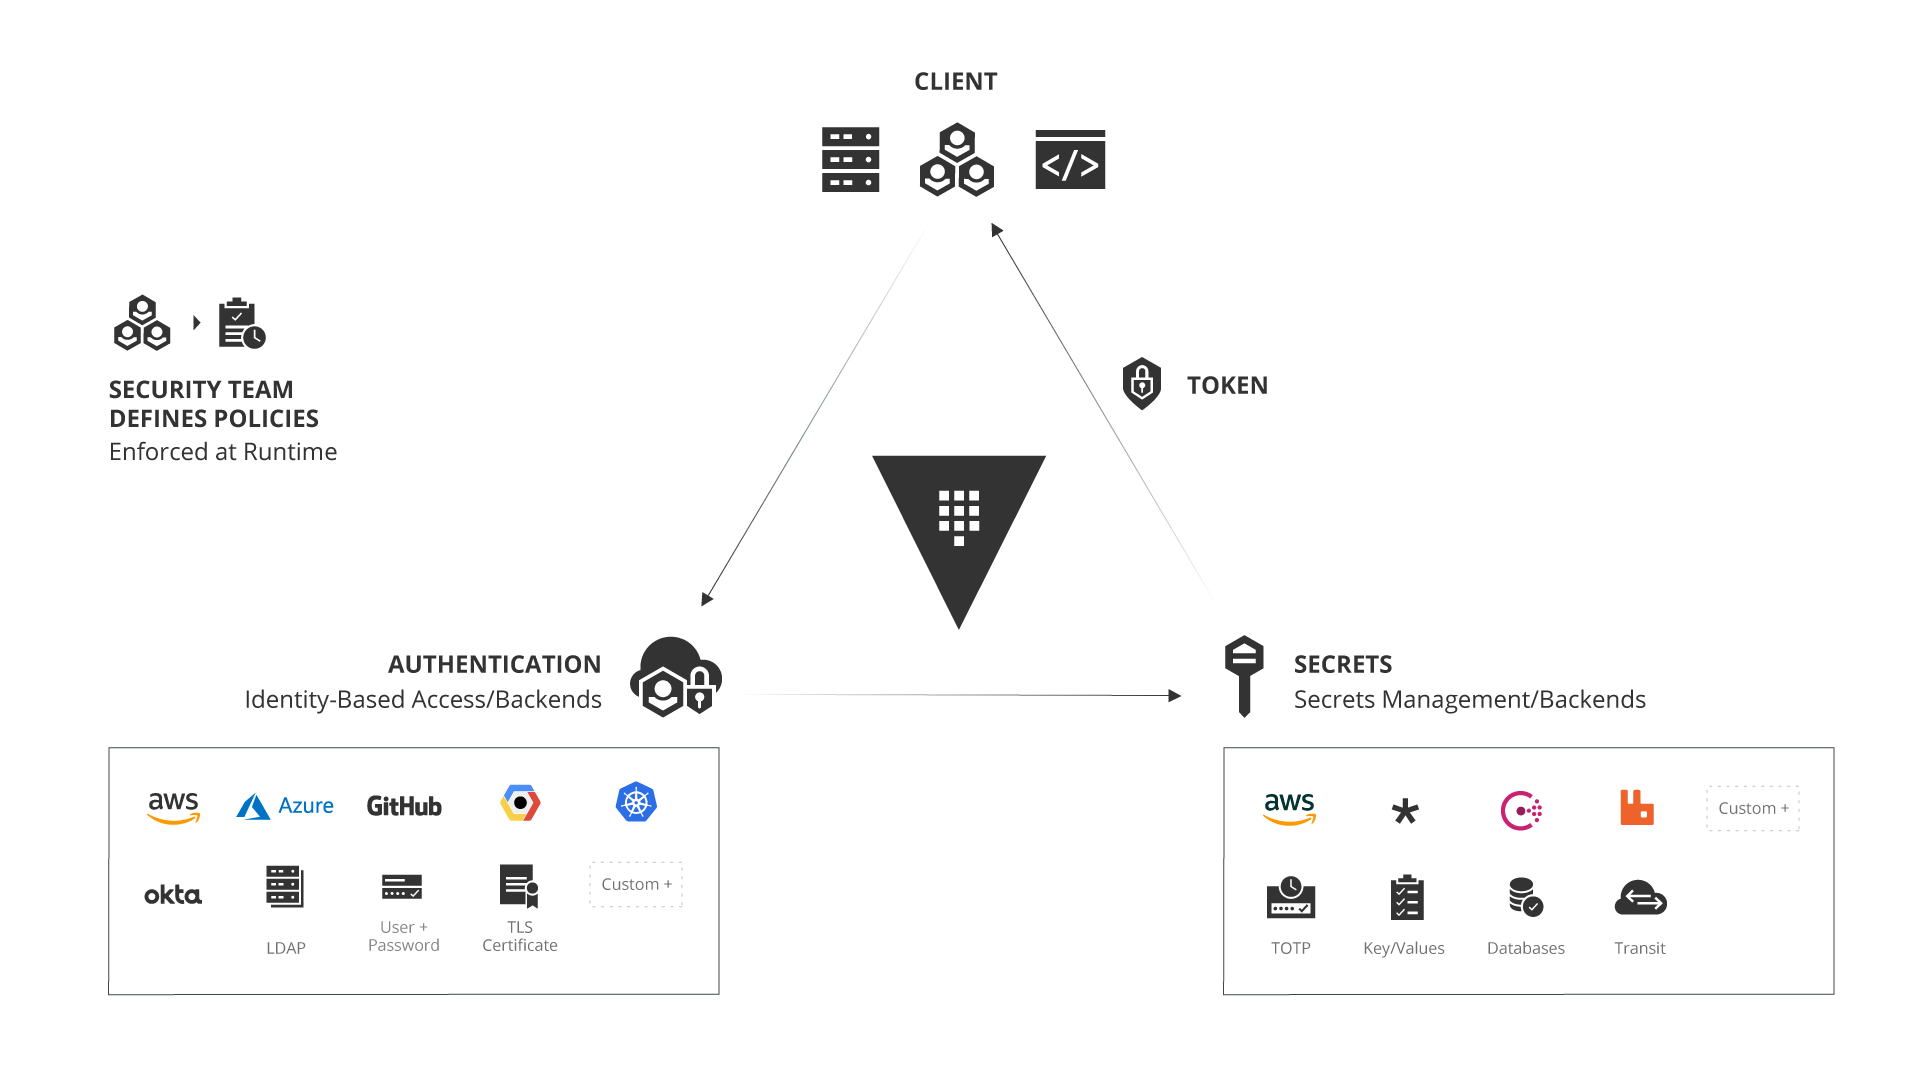 CLIENT
</>
SECURITY TEAM
DEFINES POLICIES
Enforced at Runtime
TOKEN
AUTHENTICATION
Identity-Based Access/Backends
SECRETS
Secrets Management/Backends
aws
Azure
GitHub
okta
LDAP
User +
Password
TLS
Certificate
Custom +
aws
*
Custom +
TOTP
Key/Values
Databases
Transit